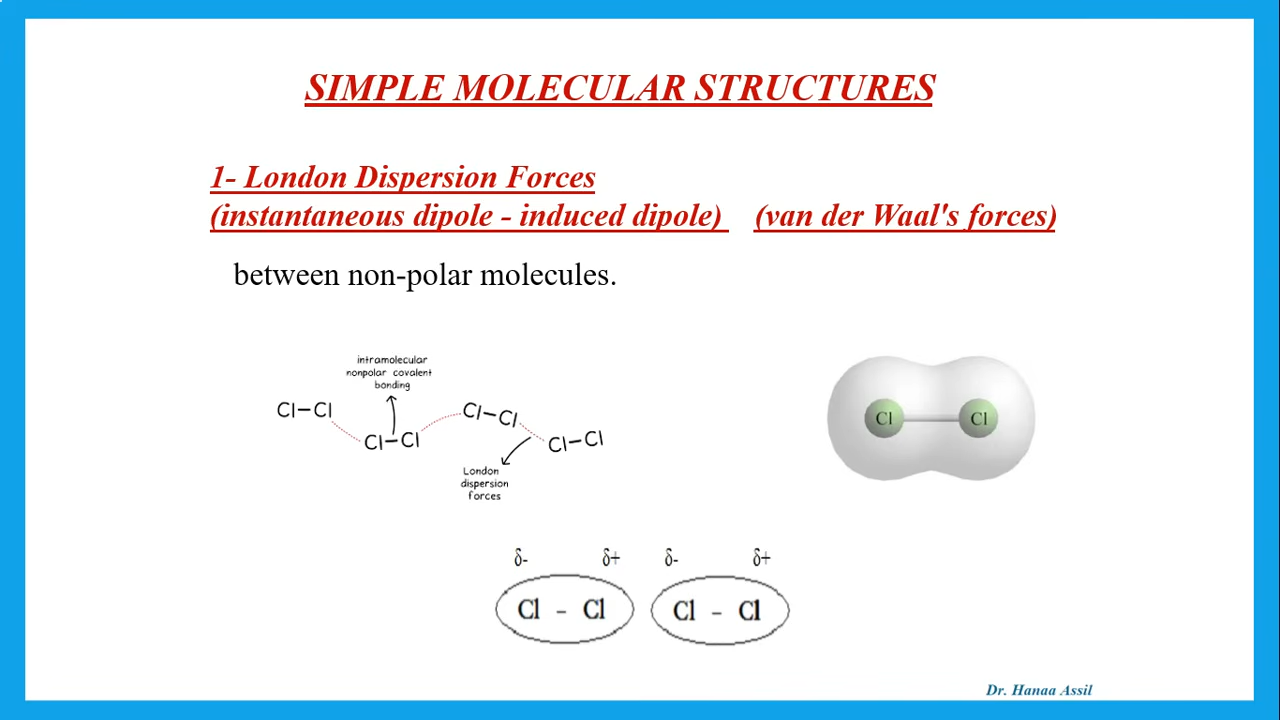 SIMPLE MOLECULAR STRUCTURES
1- London Dispersion Forces
(instantaneous dipole - induced dipole) (van der Waal's forces)
between non-polar molecules.
intramolecular
nonpolar covalent
bonding
Cl-Cl
Cl-Cl
Cl-Cl
Cl-Cl
London
dispersion
forces
Cl Cl
δ- δ+ δ- δ+
Cl - Cl Cl - Cl
Dr. Hanaa Assil